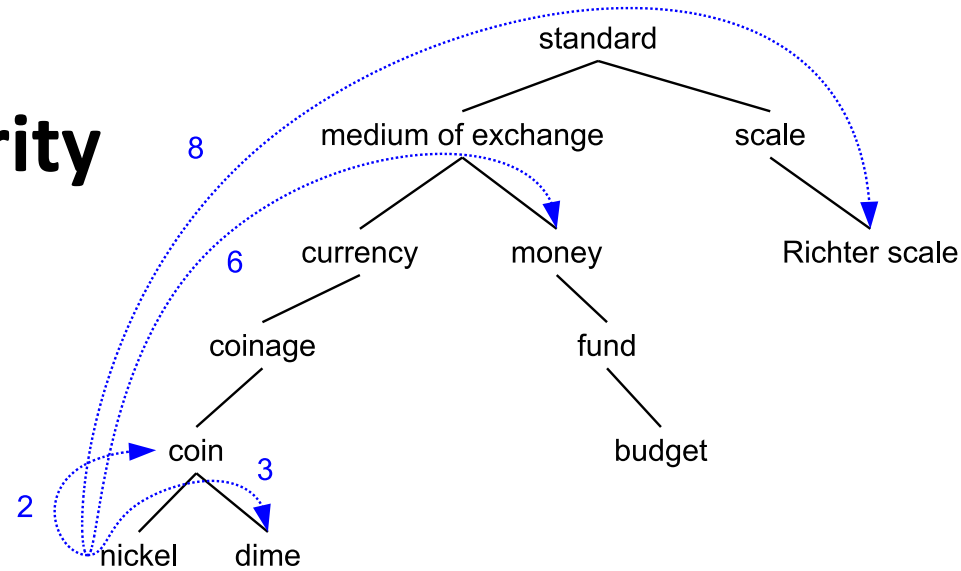 standard
rity
8
medium of exchange scale
6
currency money Richter scale
coinage fund
coin budget
3
2
nickel dime